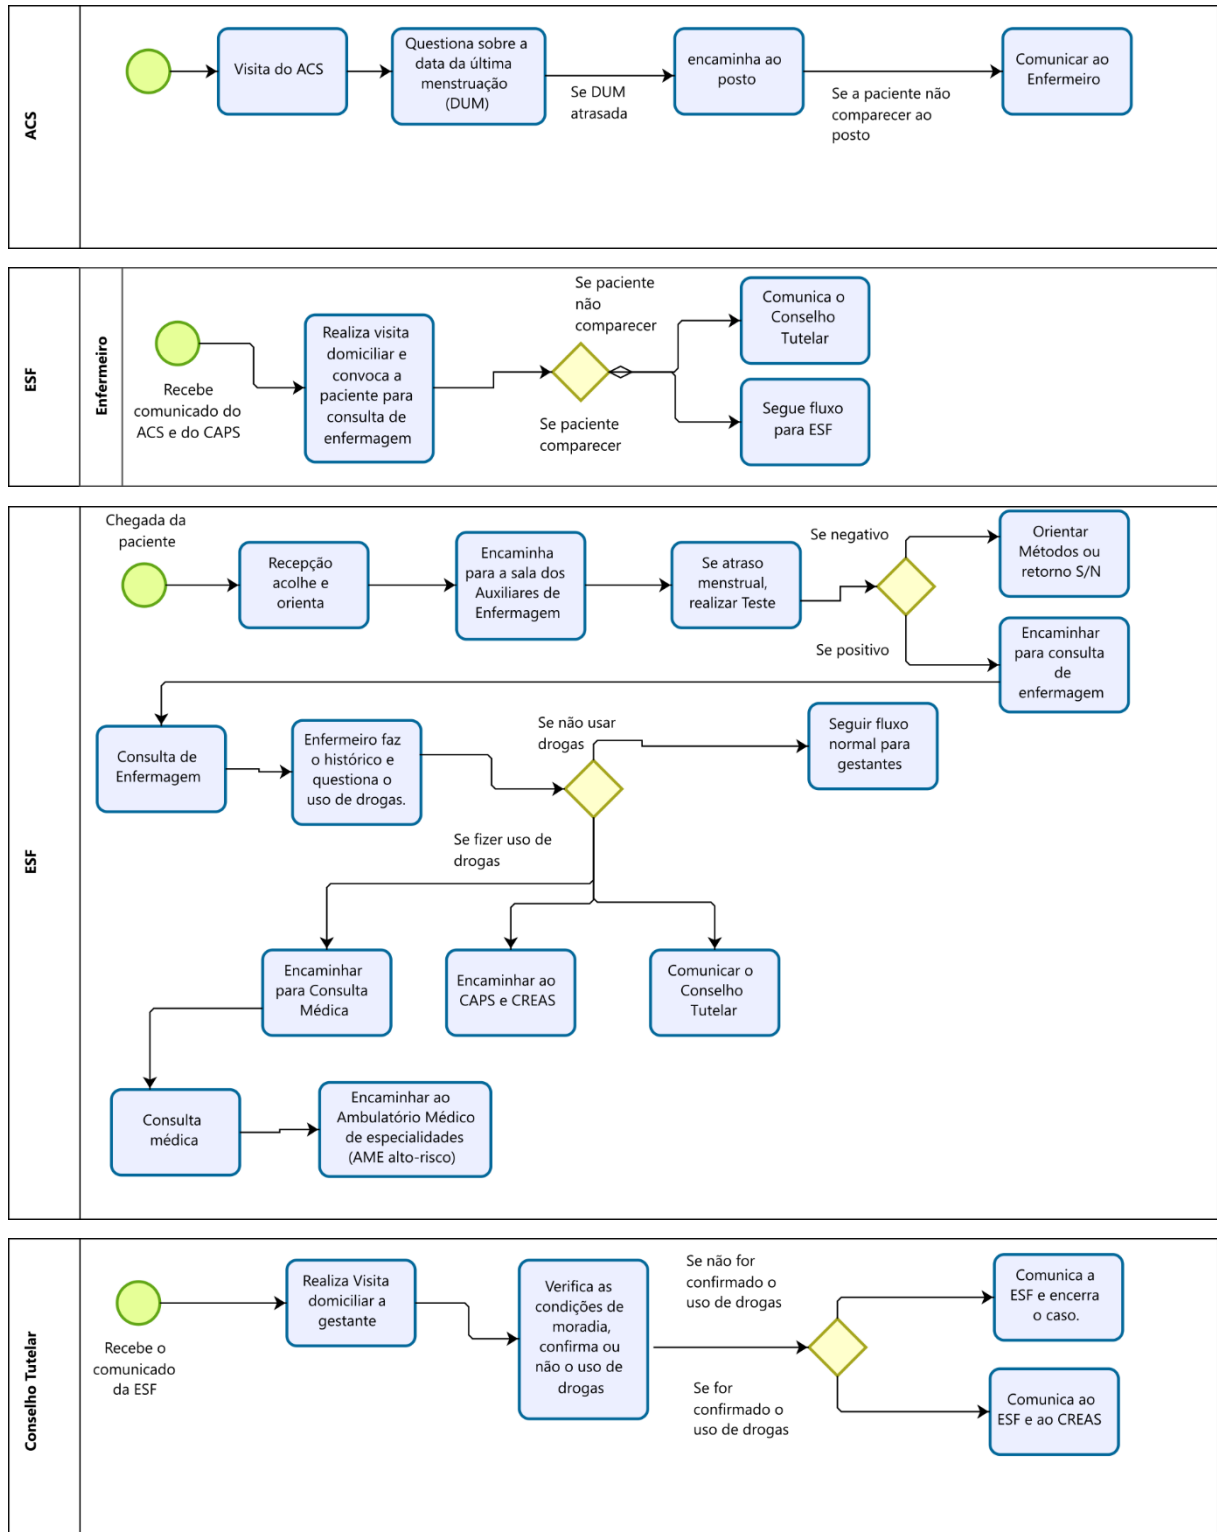 ACS
Visita do ACS
Questiona sobre a
data da última
menstruação
(DUM)
Se DUM
atrasada
encaminha ao
posto
Se a paciente não
comparecer ao
posto
Comunicar ao
Enfermeiro
ESF
Enfermeiro
Recebe
comunicado do
ACS e do CAPS
Realiza visita
domiciliar e
convoca a
paciente para
consulta de
enfermagem
Se paciente
não
comparecer
Se paciente
comparecer
Comunica o
Conselho
Tutelar
Segue fluxo
para ESF
ESF
Chegada da
paciente
Recepção
acolhe e
orienta
Encaminha
para a sala dos
Auxiliares de
Enfermagem
Se atraso
menstrual,
realizar Teste
Se negativo
Se positivo
Orientar
Métodos ou
retorno S/N
Encaminhar
para consulta
de
enfermagem
Consulta de
Enfermagem
Enfermeiro faz
o histórico e
questiona o
uso de drogas.
Se não usar
drogas
Seguir fluxo
normal para
gestantes
Se fizer uso de
drogas
Encaminhar
para Consulta
Médica
Encaminhar ao
CAPS e CREAS
Comunicar o
Conselho
Tutelar
Consulta
médica
Encaminhar ao
Ambulatório Médico
de especialidades
(AME alto-risco)
Conselho Tutelar
Recebe o
comunicado
da ESF
Realiza Visita
domiciliar a
gestante
Verifica as
condições de
moradia,
confirma ou
não o uso de
drogas
Se não for
confirmado o
uso de drogas
Se for
confirmado o
uso de drogas
Comunica a
ESF e encerra
o caso.
Comunica ao
ESF e ao CREAS